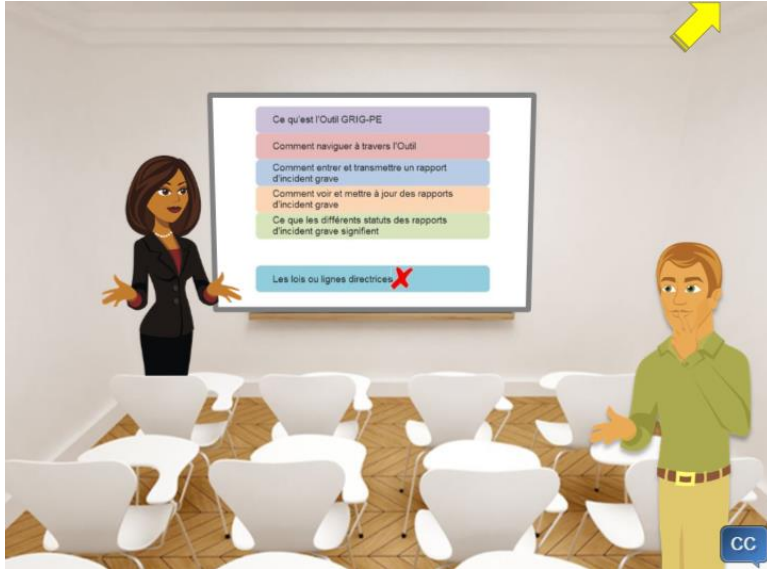 Ce qu'est l'Outil GRIG-PE
Comment naviguer à travers l'Outil
Comment entrer et transmettre un rapport
d'incident grave
Comment voir et mettre à jour des rapports
d'incident grave
Ce que les différents statuts des rapports
d'incident grave signifient
Les lois ou lignes directrices
CC